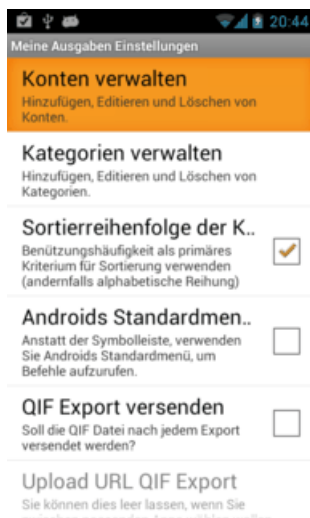 20:44
Meine Ausgaben Einstellungen
Konten verwalten
Hinzufügen, Editieren und Löschen von
Konten.
Kategorien verwalten
Hinzufügen, Editieren und Löschen von
Kategorien.
Sortierreihenfolge der K..
Benützungshäufigkeit als primäres
Kriterium für Sortierung verwenden
(andernfalls alphabetische Reihung)
Androids Standardmen..
Anstatt der Symbolleiste, verwenden
Sie Androids Standardmenü, um
Befehle aufzurufen.
QIF Export versenden
Soll die QIF Datei nach jedem Export
versendet werden?
Upload URL QIF Export
Sie können dies leer lassen, wenn Sie